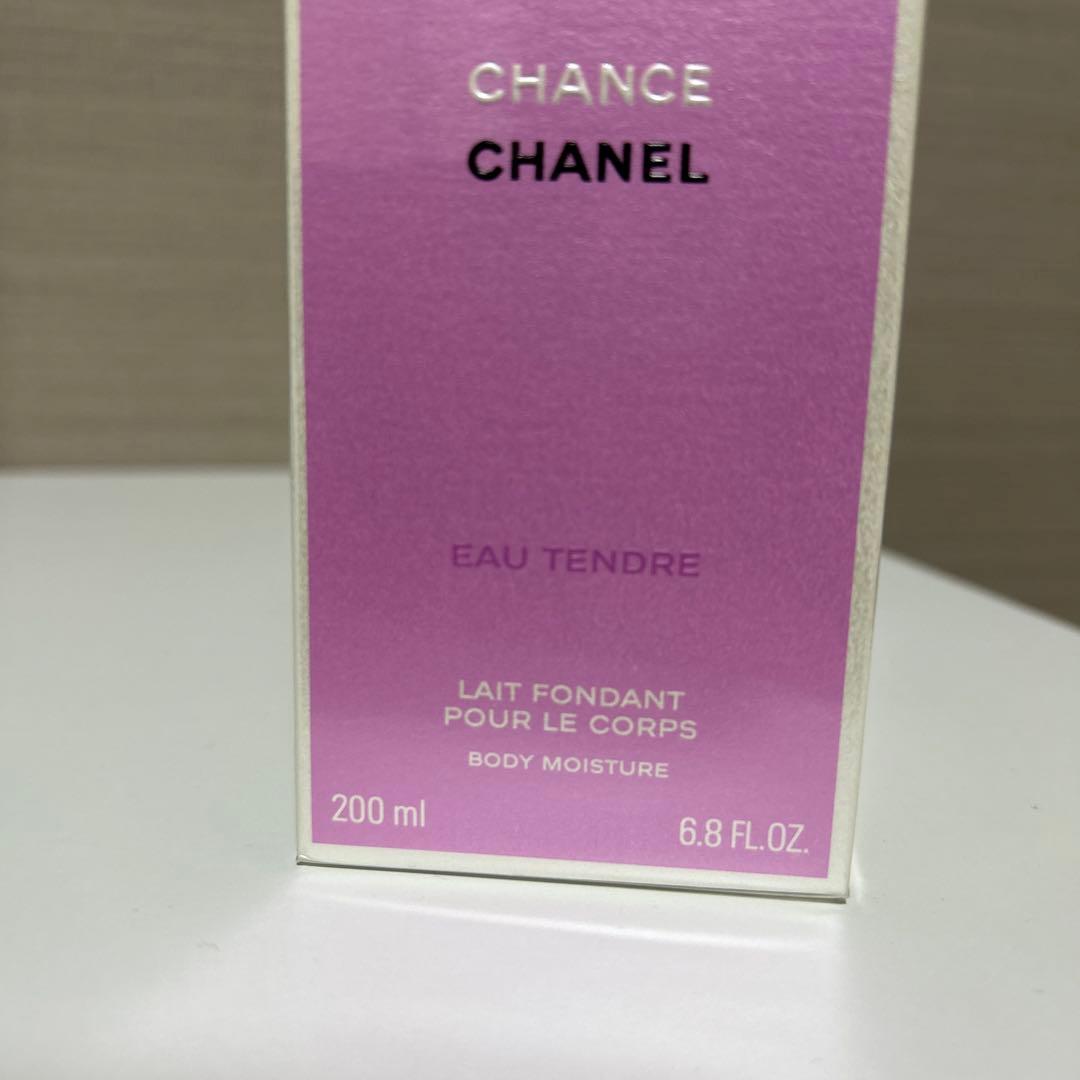 CHANCE
CHANEL
EAU TENDRE
LAIT FONDANT
POUR LE CORPS
BODY MOISTURE
200 ml
6.8 FL.OZ.